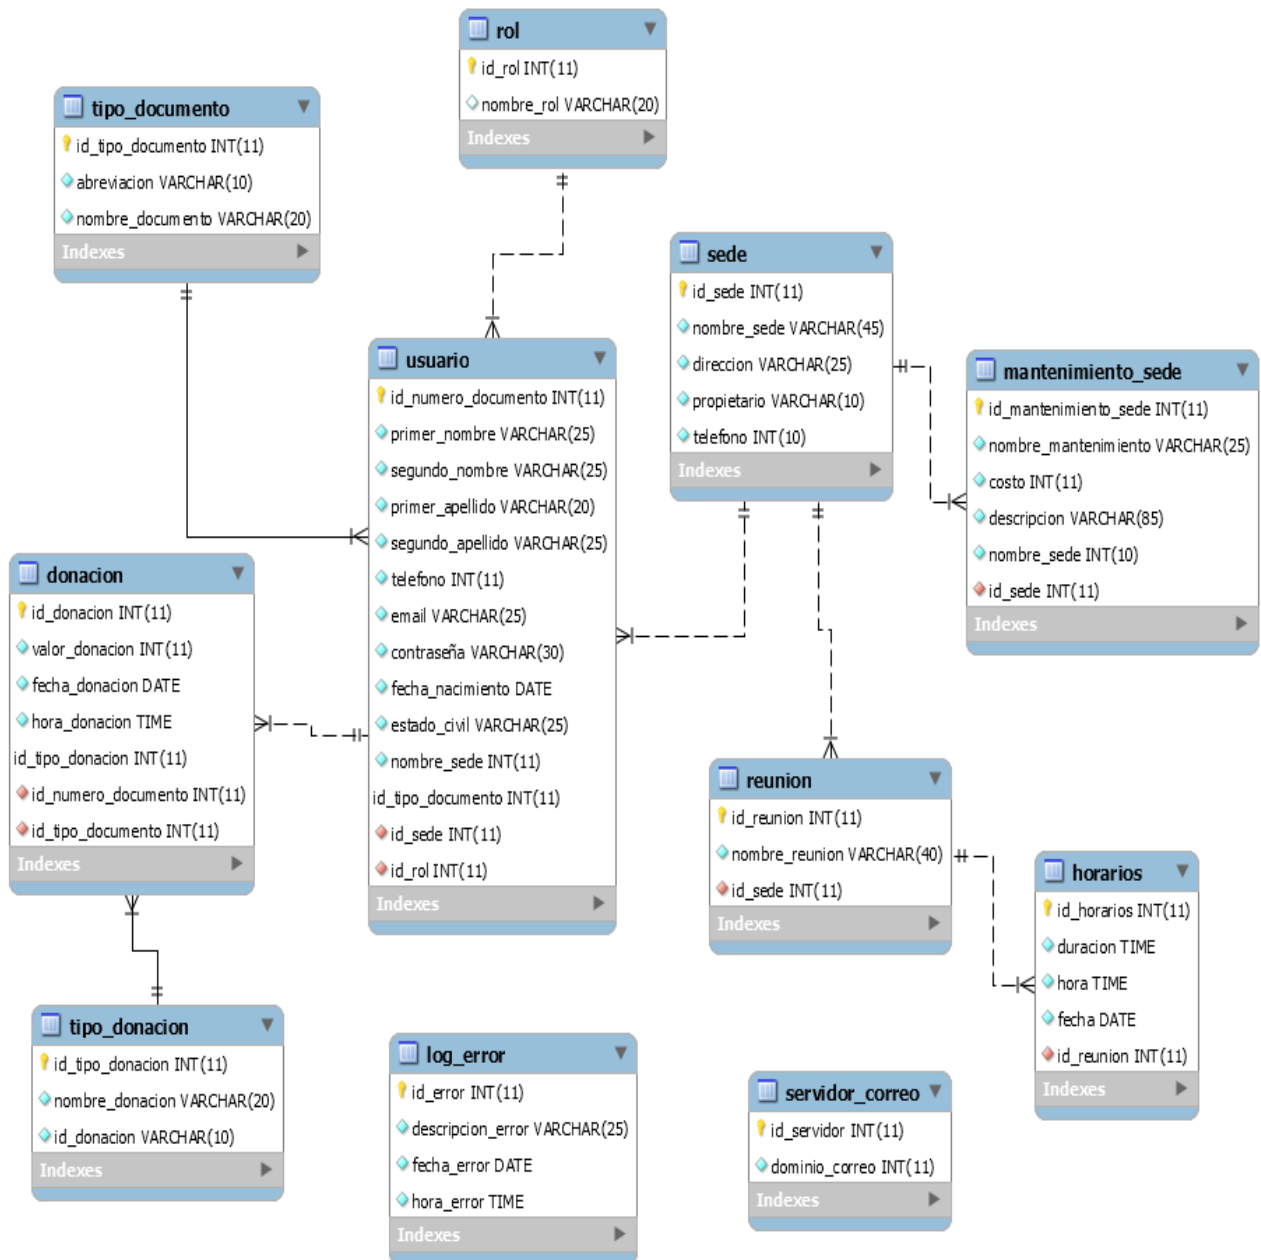 rol
id_rol INT(11)
nombre_rol VARCHAR(20)
Indexes
tipo_documento
id_tipo_documento INT(11)
abreviacion VARCHAR(10)
nombre_documento VARCHAR(20)
Indexes
sede
id_sede INT(11)
nombre_sede VARCHAR(45)
direccion VARCHAR(25)
propietario VARCHAR(10)
telefono INT(10)
Indexes
usuario
id_numero_documento INT(11)
primer_nombre VARCHAR(25)
segundo_nombre VARCHAR(25)
primer_apellido VARCHAR(20)
segundo_apellido VARCHAR(25)
telefono INT(11)
email VARCHAR(25)
contraseña VARCHAR(30)
fecha_nacimiento DATE
estado_civil VARCHAR(25)
nombre_sede INT(11)
id_tipo_documento INT(11)
id_sede INT(11)
id_rol INT(11)
Indexes
mantenimiento_sede
id_mantenimiento_sede INT(11)
nombre_mantenimiento VARCHAR(25)
costo INT(11)
descripcion VARCHAR(85)
nombre_sede INT(10)
id_sede INT(11)
Indexes
donacion
id_donacion INT(11)
valor_donacion INT(11)
fecha_donacion DATE
hora_donacion TIME
id_tipo_donacion INT(11)
id_numero_documento INT(11)
id_tipo_documento INT(11)
Indexes
reunion
id_reunion INT(11)
nombre_reunion VARCHAR(40)
id_sede INT(11)
Indexes
horarios
id_horarios INT(11)
duracion TIME
hora TIME
fecha DATE
id_reunion INT(11)
Indexes
tipo_donacion
id_tipo_donacion INT(11)
nombre_donacion VARCHAR(20)
id_donacion VARCHAR(10)
Indexes
log_error
id_error INT(11)
descripcion_error VARCHAR(25)
fecha_error DATE
hora_error TIME
Indexes
servidor_correo
id_servidor INT(11)
dominio_correo INT(11)
Indexes